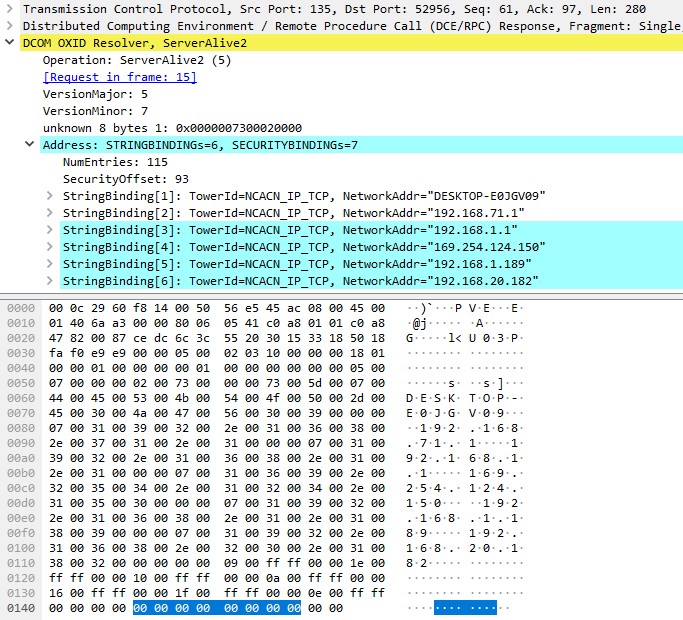 Transmission Control Protocol, Src Port: 135, Dst Port: 52956, Seq: 61, Ack: 97, Len: 280
Distributed Computing Environment / Remote Procedure Call (DCE/RPC) Response, Fragment: Single,
DCOM OXID Resolver, ServerAlive2
Operation: ServerAlive2 (5)
[Request in frame: 15]
VersionMajor: 5
VersionMinor: 7
unknown 8 bytes 1: 0x0000007300020000
Address: STRINGBINDINGs=6, SECURITYBINDINGs=7
NumEntries: 115
SecurityOffset: 93
StringBinding[1]: TowerId=NCACN_IP_TCP, NetworkAddr="DESKTOP-E0JGV09"
StringBinding[2]: TowerId=NCACN_IP_TCP, NetworkAddr="192.168.71.1"
StringBinding[3]: TowerId=NCACN_IP_TCP, NetworkAddr="192.168.1.1"
StringBinding[4]: TowerId=NCACN_IP_TCP, NetworkAddr="169.254.124.150"
StringBinding[5]: TowerId=NCACN_IP_TCP, NetworkAddr="192.168.1.189"
StringBinding[6]: TowerId=NCACN_IP_TCP, NetworkAddr="192.168.20.182"
0000 00 0c 29 60 f8 14 00 50 56 e5 45 ac 08 00 45 00 ··)`···P V·E···E·
0010 01 40 6a a3 00 00 80 06 05 41 c0 a8 01 01 c0 a8 ·@j····· ·A······
0020 47 82 00 87 ce dc 6c 3c 55 20 30 15 33 18 50 18 G·····l< U 0·3·P·
0030 fa f0 e9 e9 00 00 05 00 02 03 10 00 00 00 18 01 ········ ········
0040 00 00 01 00 00 00 00 01 00 00 00 00 00 00 05 00 ········ ········
0050 07 00 00 00 02 00 73 00 00 00 73 00 5d 00 07 00 ······s· ··s·]···
0060 44 00 45 00 53 00 4b 00 54 00 4f 00 50 00 2d 00 D·E·S·K· T·O·P·-·
0070 45 00 30 00 4a 00 47 00 56 00 30 00 39 00 00 00 E·0·J·G· V·0·9···
0080 07 00 31 00 39 00 32 00 2e 00 31 00 36 00 38 00 ··1·9·2· .·1·6·8·
0090 2e 00 37 00 31 00 2e 00 31 00 00 00 07 00 31 00 .·7·1·.· 1·····1·
00a0 39 00 32 00 2e 00 31 00 36 00 38 00 2e 00 31 00 9·2·.·1· 6·8·.·1·
00b0 2e 00 31 00 00 00 07 00 31 00 36 00 39 00 2e 00 .·1····· 1·6·9·.·
00c0 32 00 35 00 34 00 2e 00 31 00 32 00 34 00 2e 00 2·5·4·.· 1·2·4·.·
00d0 31 00 35 00 30 00 00 00 07 00 31 00 39 00 32 00 1·5·0··· ··1·9·2·
00e0 2e 00 31 00 36 00 38 00 2e 00 31 00 2e 00 31 00 .·1·6·8· .·1·.·1·
00f0 38 00 39 00 00 00 07 00 31 00 39 00 32 00 2e 00 8·9····· 1·9·2·.·
0100 31 00 36 00 38 00 2e 00 32 00 30 00 2e 00 31 00 1·6·8·.· 2·0·.·1·
0110 38 00 32 00 00 00 00 00 09 00 ff ff 00 00 1e 00 8·2····· ········
0120 ff ff 00 00 10 00 ff ff 00 00 0a 00 ff ff 00 00 ········ ········
0130 16 00 ff ff 00 00 1f 00 ff ff 00 00 0e 00 ff ff ········ ········
0140 00 00 00 00 00 00 00 00 00 00 00 00 00 00 ········ ······